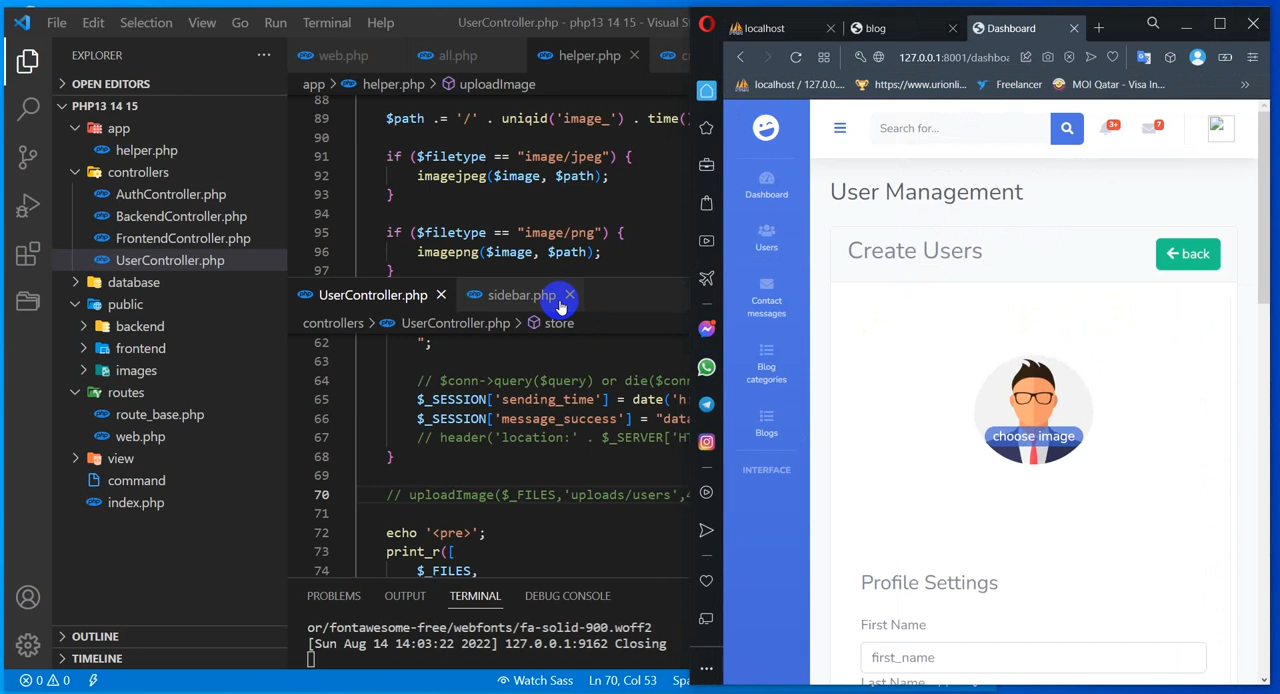 File Edit Selection View Go Run Terminal Help UserController.php - php13 14 15 - Visual S
EXPLORER
OPEN EDITORS
PHP13 14 15
app
helper.php
controllers
AuthController.php
BackendController.php
FrontendController.php
UserController.php
database
public
backend
frontend
images
routes
route_base.php
web.php
view
command
index.php
OUTLINE
TIMELINE
web.php all.php helper.php
app > helper.php > uploadImage
88
89 $path .= '/' . uniqid('image_') . time()
90
91 if ($filetype == "image/jpeg") {
92 imagejpeg($image, $path);
93 }
94
95 if ($filetype == "image/png") {
96 imagepng($image, $path);
97 }
UserController.php sidebar.php
controllers > UserController.php > store
62 ";
63
64 // $conn->query($query) or die($con
65 $_SESSION['sending_time'] = date('h:
66 $_SESSION['message_success'] = "data
67 // header('location:' . $_SERVER['HT
68 }
69
70 // uploadImage($_FILES,'uploads/users',
71
72 echo '<pre>';
73 print_r([
74 $_FILES,
PROBLEMS OUTPUT TERMINAL DEBUG CONSOLE
or/fontawesome-free/webfonts/fa-solid-900.woff2
[Sun Aug 14 14:03:22 2022] 127.0.0.1:9162 Closing
0 0 Watch Sass Ln 70, Col 53 Spa
localhost blog Dashboard
127.0.0.1:8001/dashboa
localhost / 127.0.0.... https://www.urionli... Freelancer MOI Qatar - Visa In...
Search for... 3+ 7
Dashboard
Users
Contact
messages
Blog
categories
Blogs
INTERFACE
User Management
Create Users back
choose image
Profile Settings
First Name
first_name
Last Name